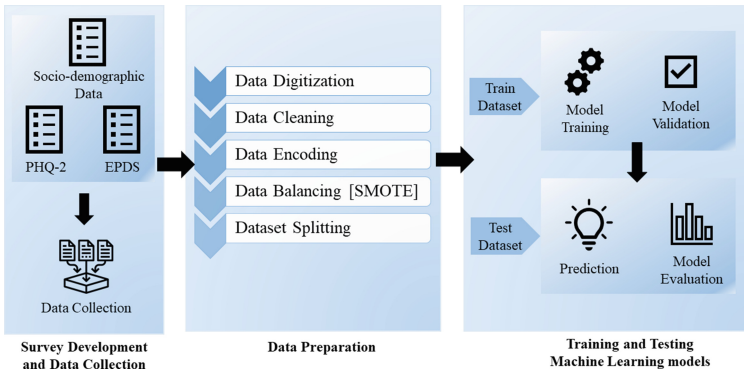 Socio-demographic
Data
PHQ-2
EPDS
Data Collection
Survey Development
and Data Collection
Data Digitization
Data Cleaning
Data Encoding
Data Balancing [SMOTE]
Dataset Splitting
Data Preparation
Train
Dataset
Model
Training
Model
Validation
Test
Dataset
Prediction
Model
Evaluation
Training and Testing
Machine Learning models